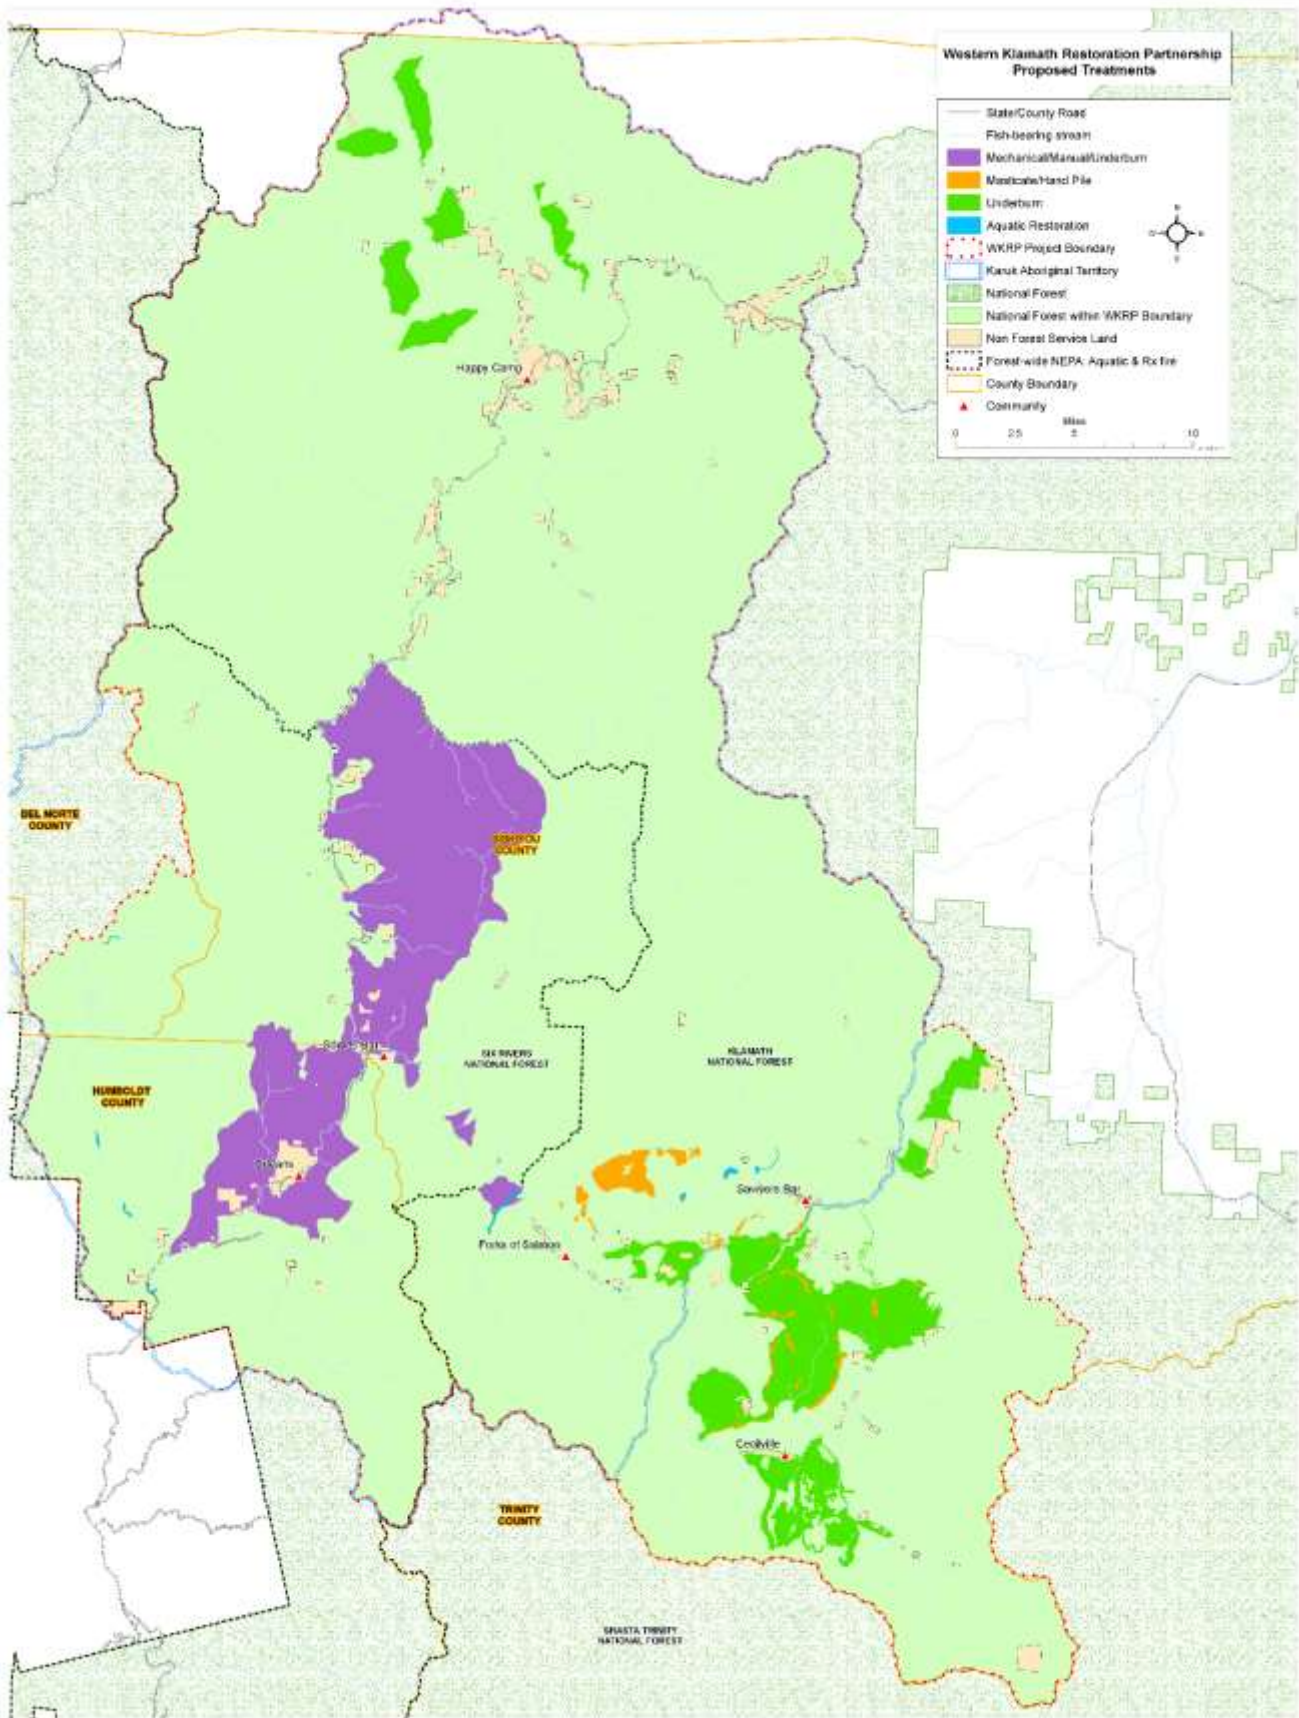 Western Klamath Restoration Partnership
Proposed Treatments
State/County Road
Fish-bearing stream
Mechanical/Manual/Underburn
Masticate/Hand Pile
Underburn
Aquatic Restoration
WKRP Project Boundary
Karuk Aboriginal Territory
National Forest
National Forest within WKRP Boundary
Non Forest Service Land
Forest-wide NEPA: Aquatic & Rx fire
County Boundary
Community
Miles
0 2.5 5 10
Happy Camp
DEL NORTE
COUNTY
SISKIYOU
COUNTY
Somes Bar
SIX RIVERS
NATIONAL FOREST
KLAMATH
NATIONAL FOREST
HUMBOLDT
COUNTY
Orleans
Sawyers Bar
Forks of Salmon
Cecilville
TRINITY
COUNTY
SHASTA TRINITY
NATIONAL FOREST